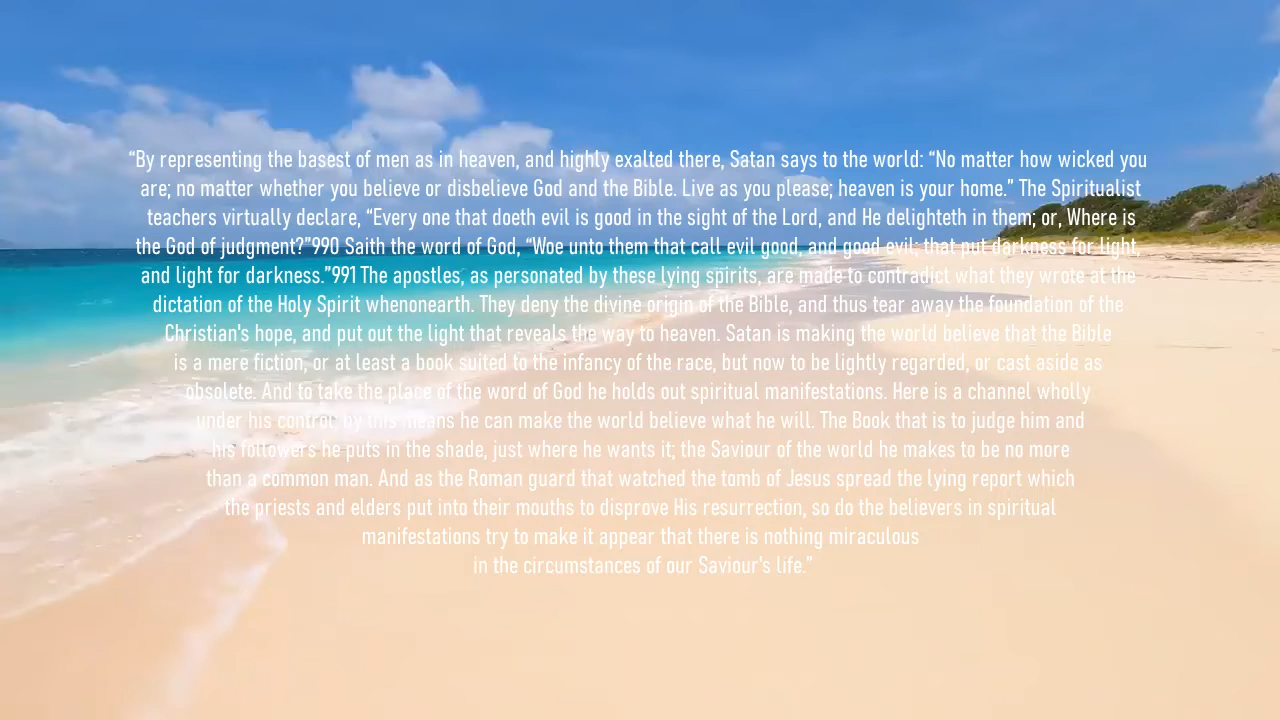 “By representing the basest of men as in heaven, and highly exalted there, Satan says to the world: “No matter how wicked you
are; no matter whether you believe or disbelieve God and the Bible. Live as you please; heaven is your home.” The Spiritualist
teachers virtually declare, “Every one that doeth evil is good in the sight of the Lord, and He delighteth in them; or, Where is
the God of judgment?”990 Saith the word of God, “Woe unto them that call evil good, and good evil; that put darkness for light,
and light for darkness.”991 The apostles, as personated by these lying spirits, are made to contradict what they wrote at the
dictation of the Holy Spirit whenonearth. They deny the divine origin of the Bible, and thus tear away the foundation of the
Christian's hope, and put out the light that reveals the way to heaven. Satan is making the world believe that the Bible
is a mere fiction, or at least a book suited to the infancy of the race, but now to be lightly regarded, or cast aside as
obsolete. And to take the place of the word of God he holds out spiritual manifestations. Here is a channel wholly
under his control; by this means he can make the world believe what he will. The Book that is to judge him and
his followers he puts in the shade, just where he wants it; the Saviour of the world he makes to be no more
than a common man. And as the Roman guard that watched the tomb of Jesus spread the lying report which
the priests and elders put into their mouths to disprove His resurrection, so do the believers in spiritual
manifestations try to make it appear that there is nothing miraculous
in the circumstances of our Saviour's life.”